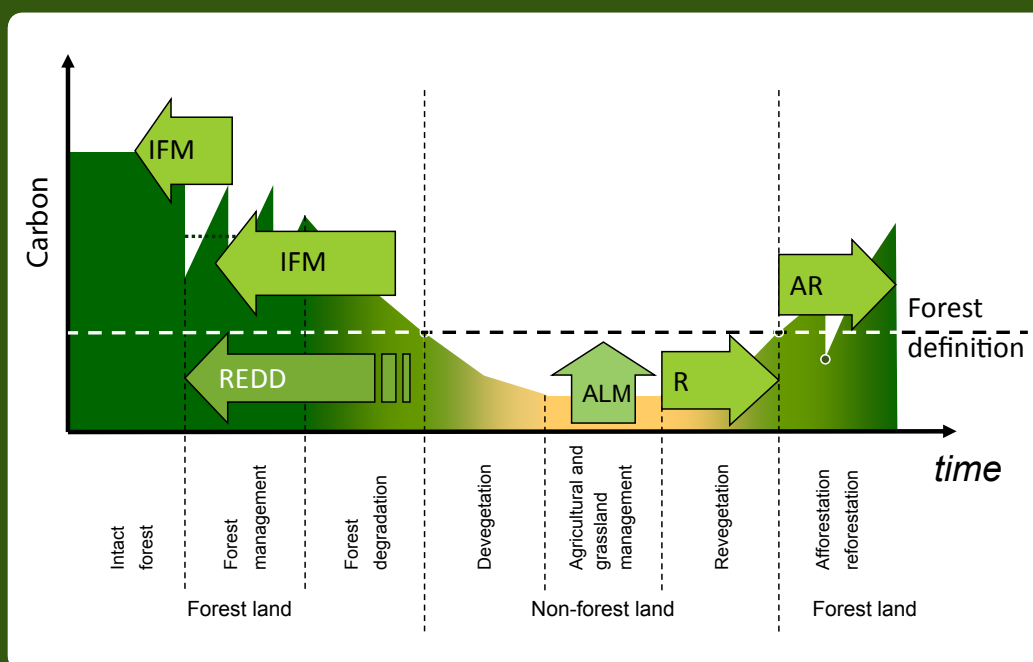 IFM
Carbon
IFM
AR
Forest
definition
REDD
ALM
R
time
Intact
forest
Forest
management
Forest
degradation
Devegetation
Agricultural and
grassland
management
Revegetation
Afforestation
reforestation
Forest land
Non-forest land
Forest land